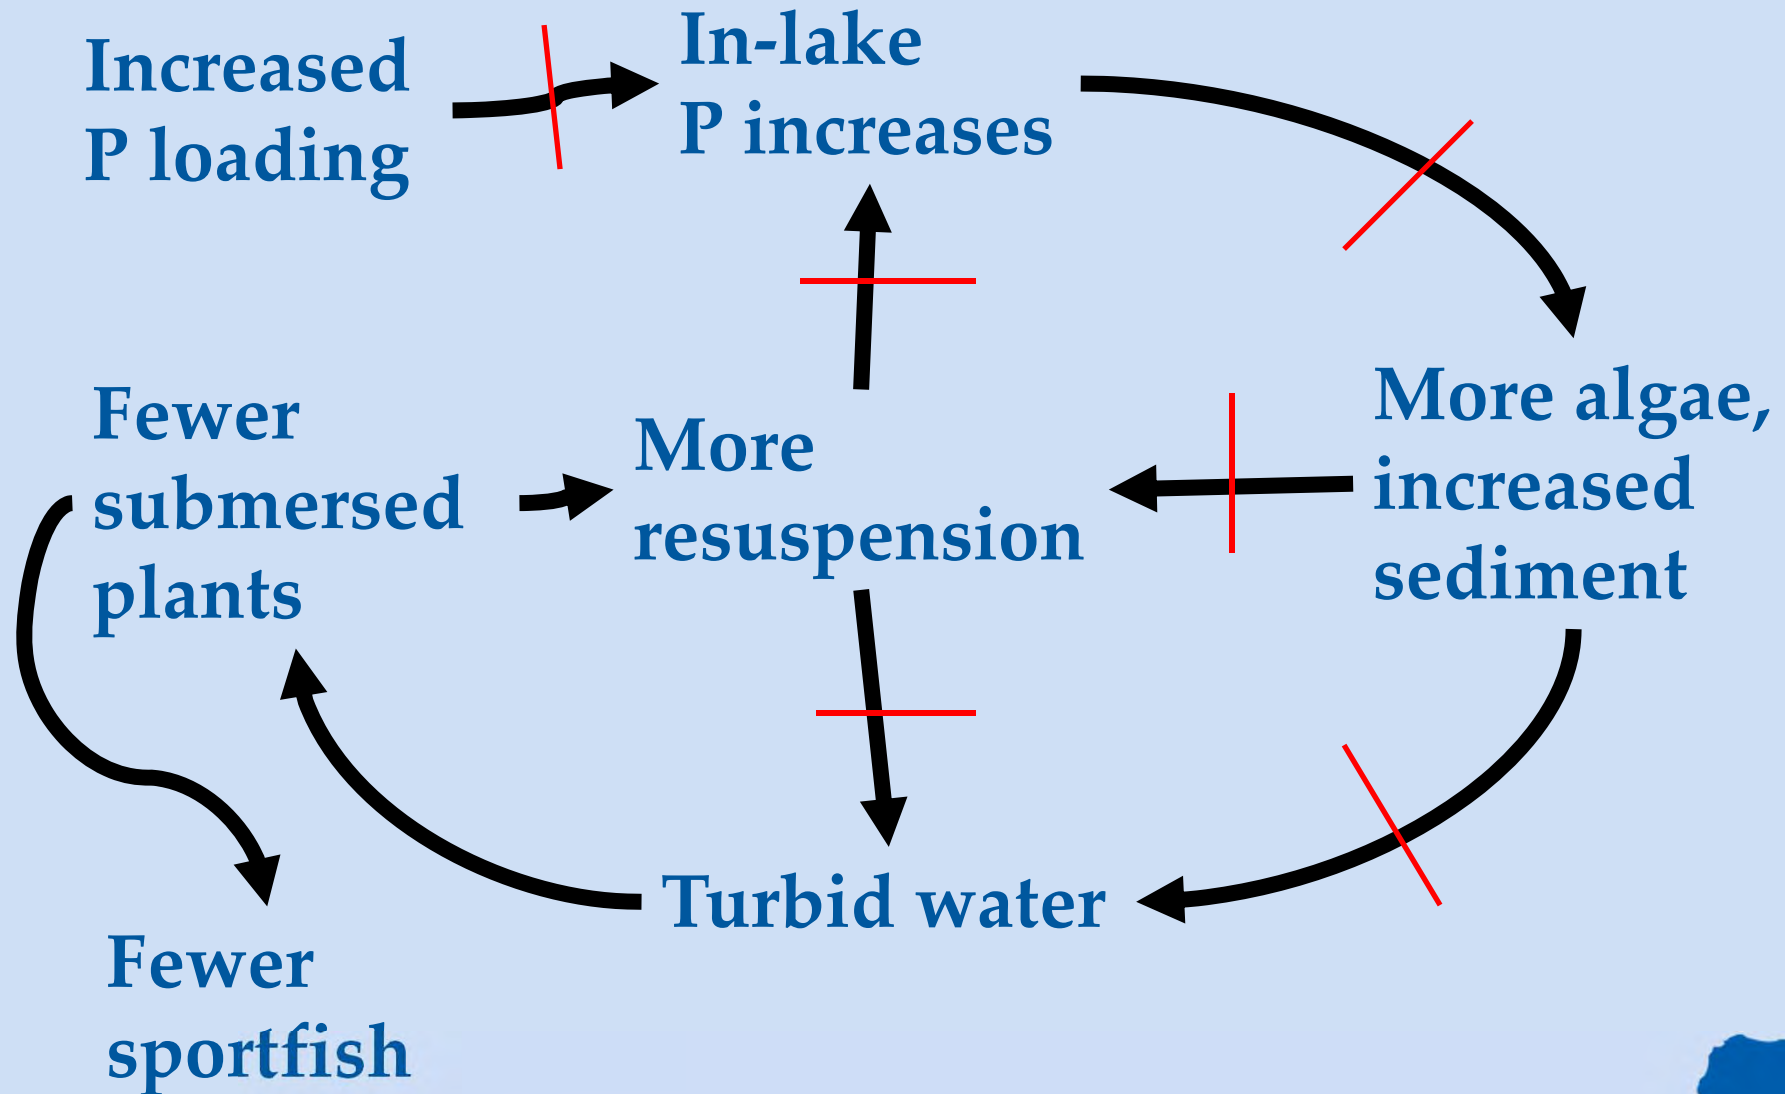 Increased
P loading
In-lake
P increases
Fewer
submersed
plants
More
resuspension
More algae,
increased
sediment
Turbid water
Fewer
sportfish